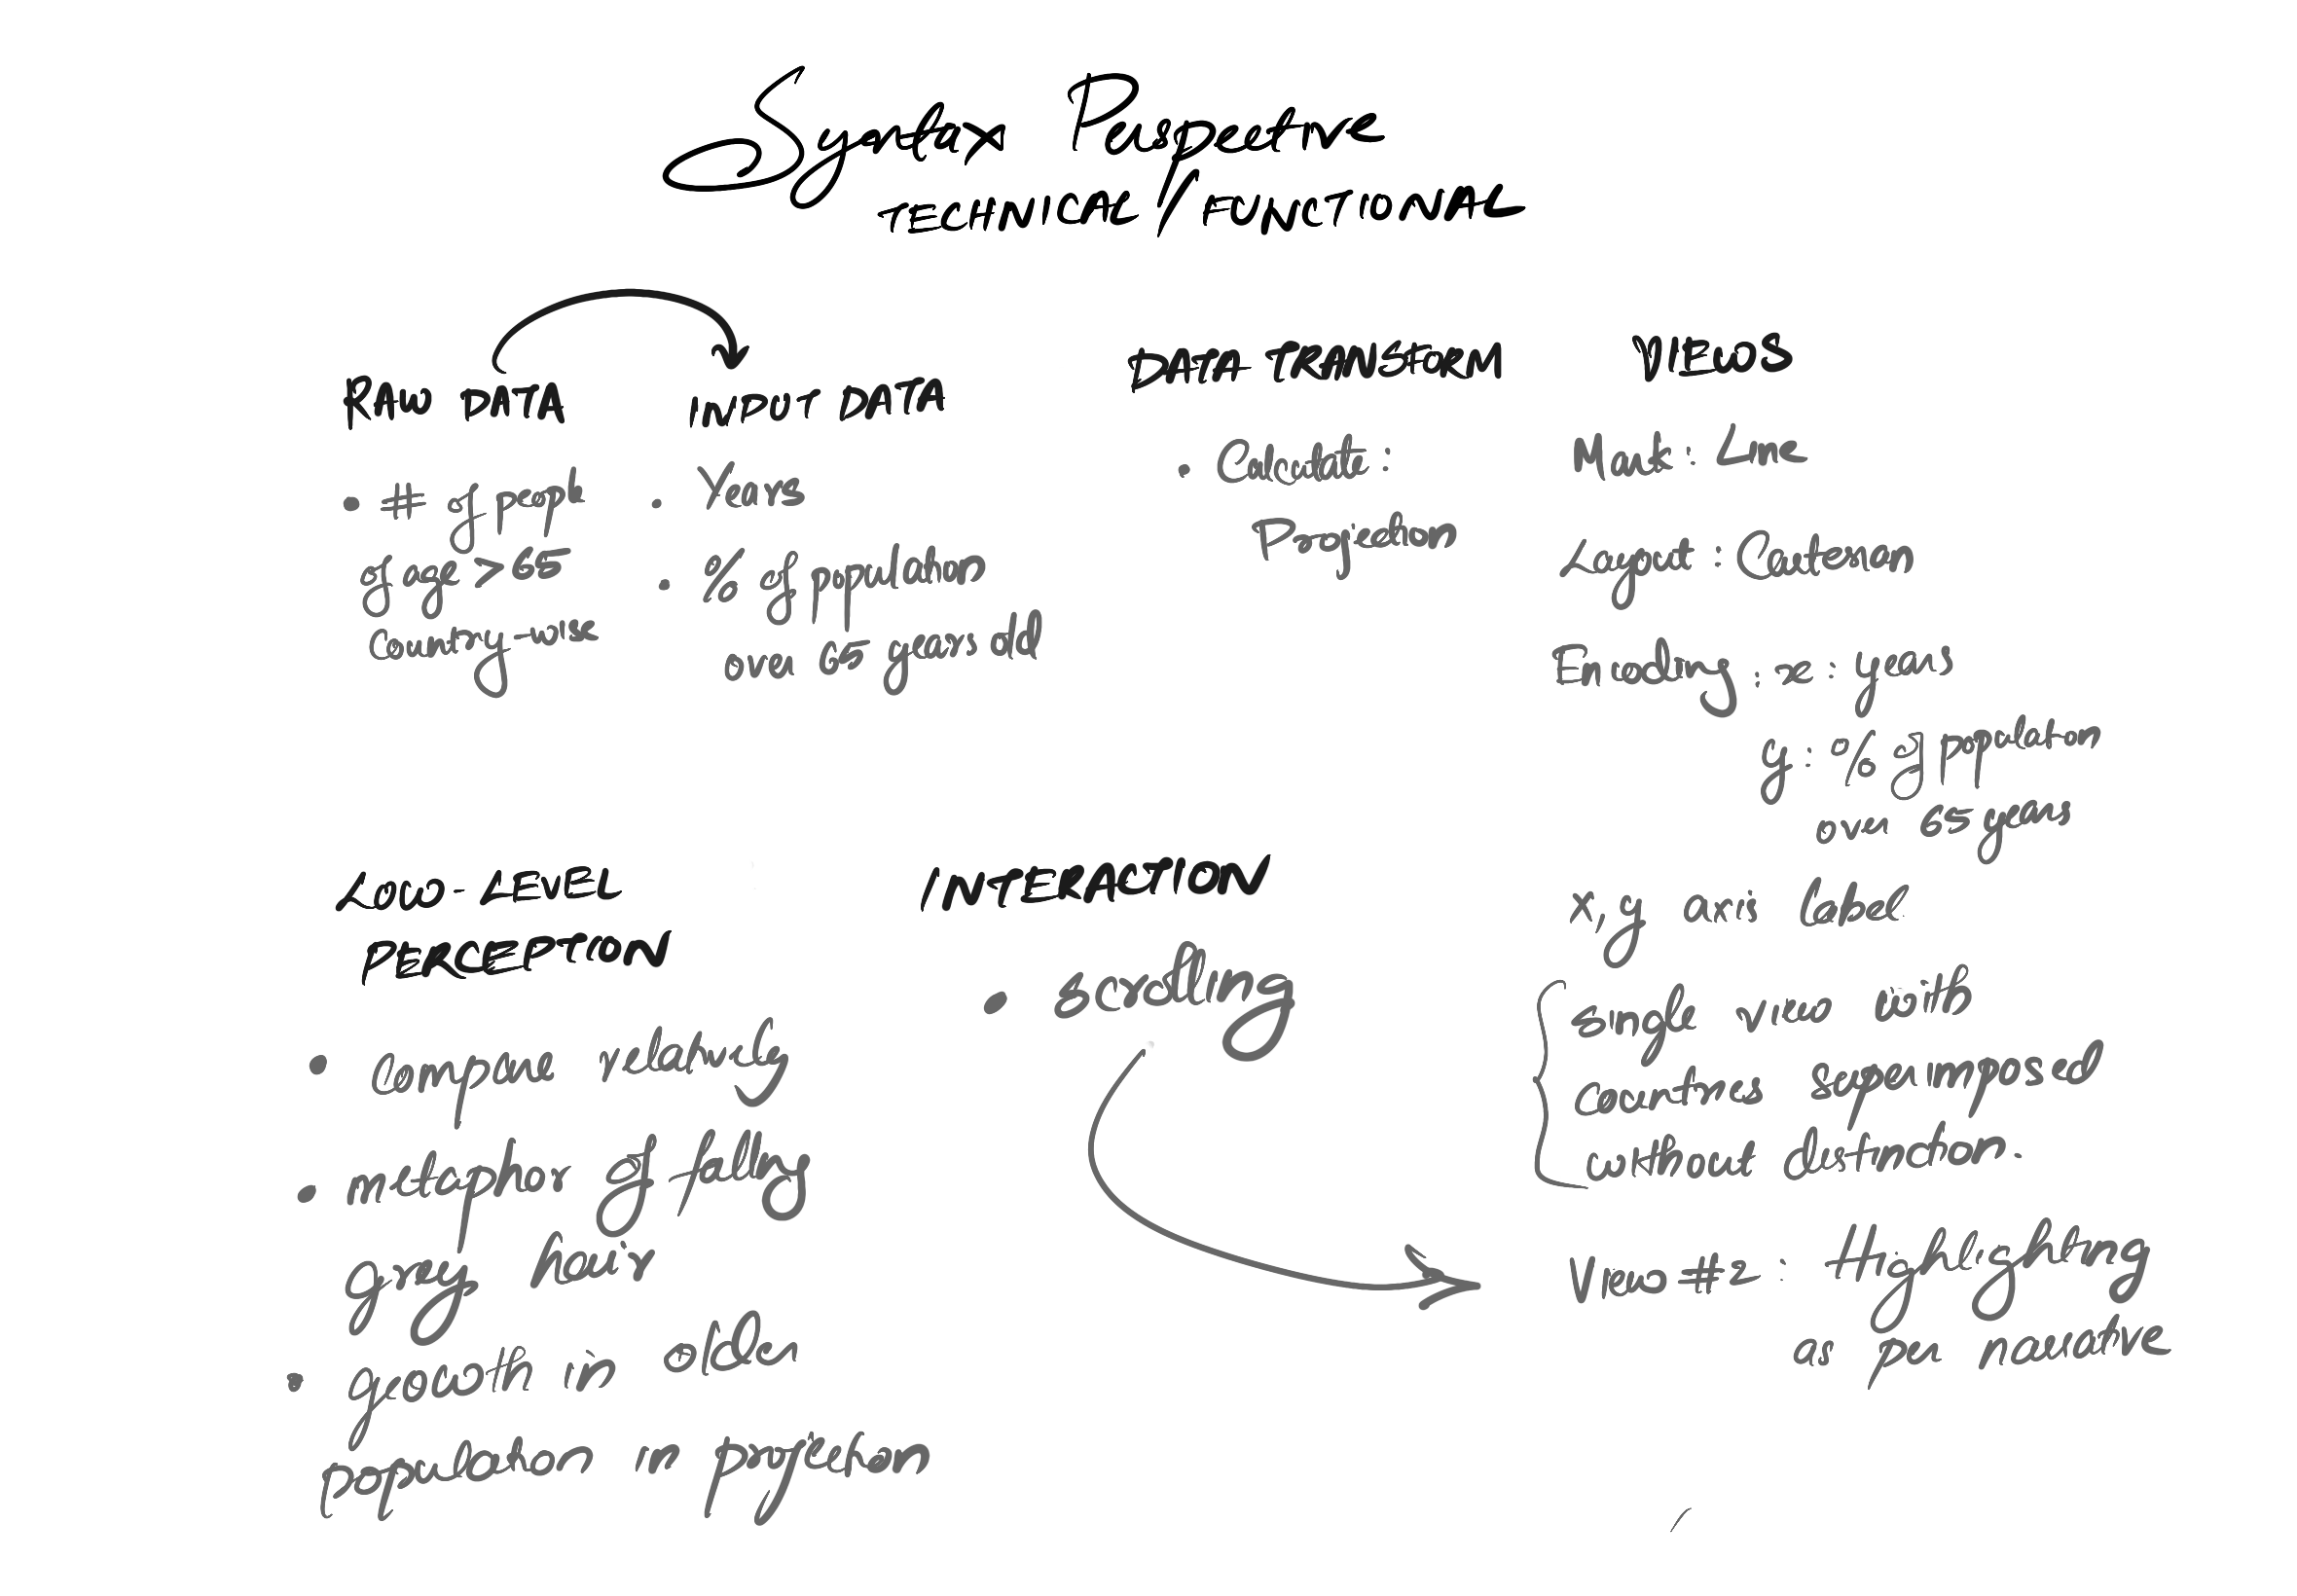 Syntax Perspective
TECHNICAL / FUNCTIONAL
RAW DATA
• # of people
of age > 65
Country-wise
INPUT DATA
• Years
• % of population
over 65 years old
DATA TRANSFORM
• Calculate:
Projection
VIEWS
Mark: Line
Layout: Cartesian
Encoding: x: years
y: % of population
over 65 years
x,y axis label
single view with
countries superimposed
without distinction.
View #2: Highlighting
as per narrative
LOW-LEVEL
PERCEPTION
• Compare relatively
• metaphor of falling
grey hair
• growth in older
population in projection
INTERACTION
• scrolling